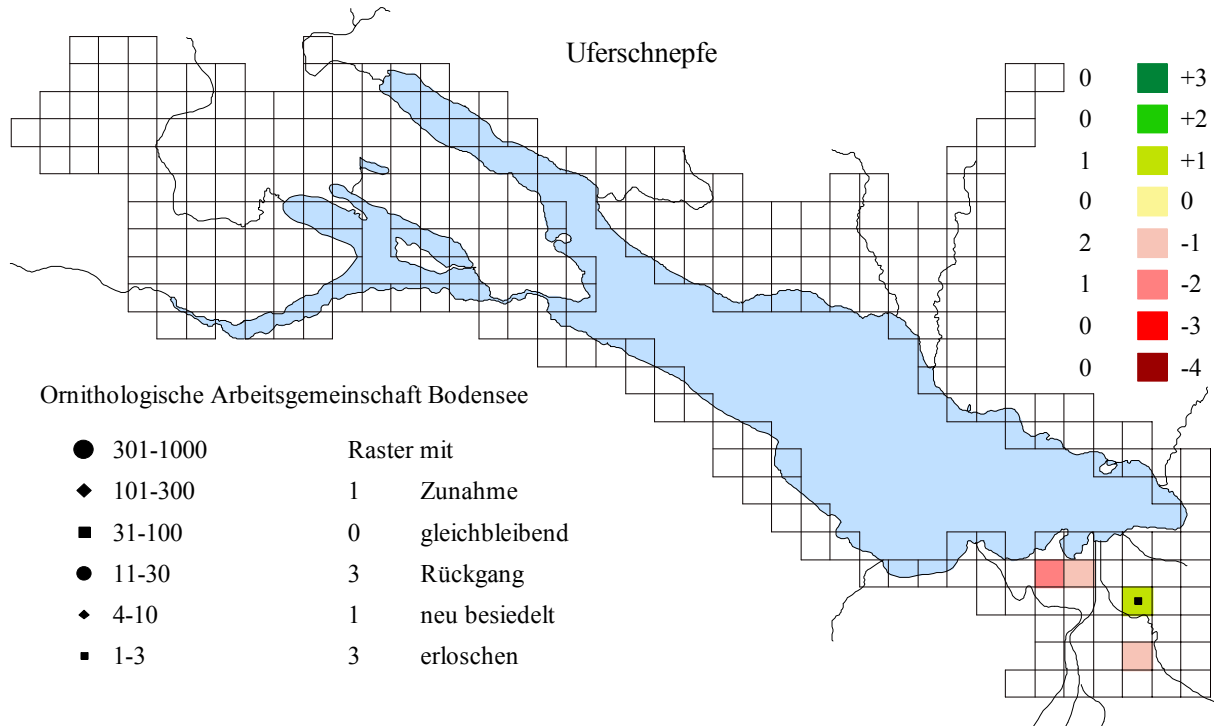 Uferschnepfe
0 +3
0 +2
1 +1
0 0
2 -1
1 -2
0 -3
0 -4
Ornithologische Arbeitsgemeinschaft Bodensee
301-1000 Raster mit
101-300 1 Zunahme
31-100 0 gleichbleibend
11-30 3 Rückgang
4-10 1 neu besiedelt
1-3 3 erloschen